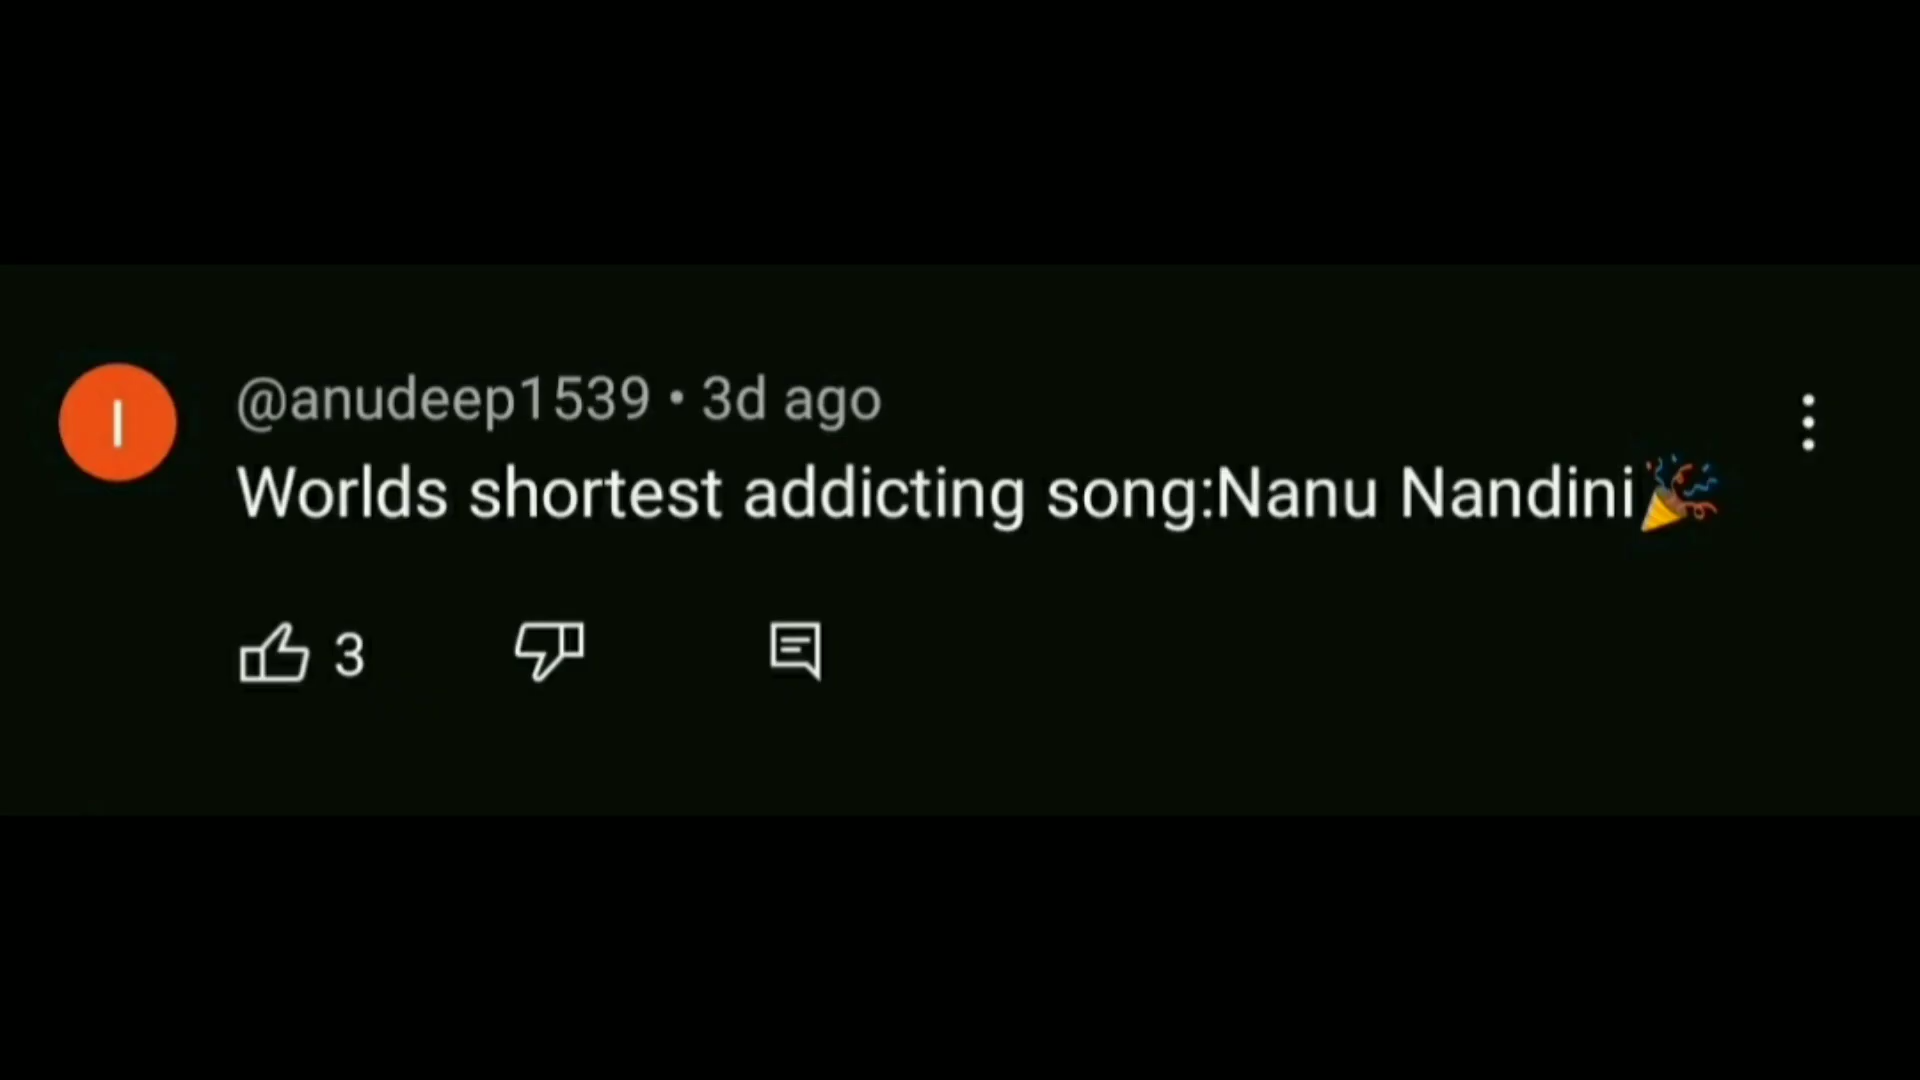 I
@anudeep1539 • 3d ago
Worlds shortest addicting song:Nanu Nandini🎉
3